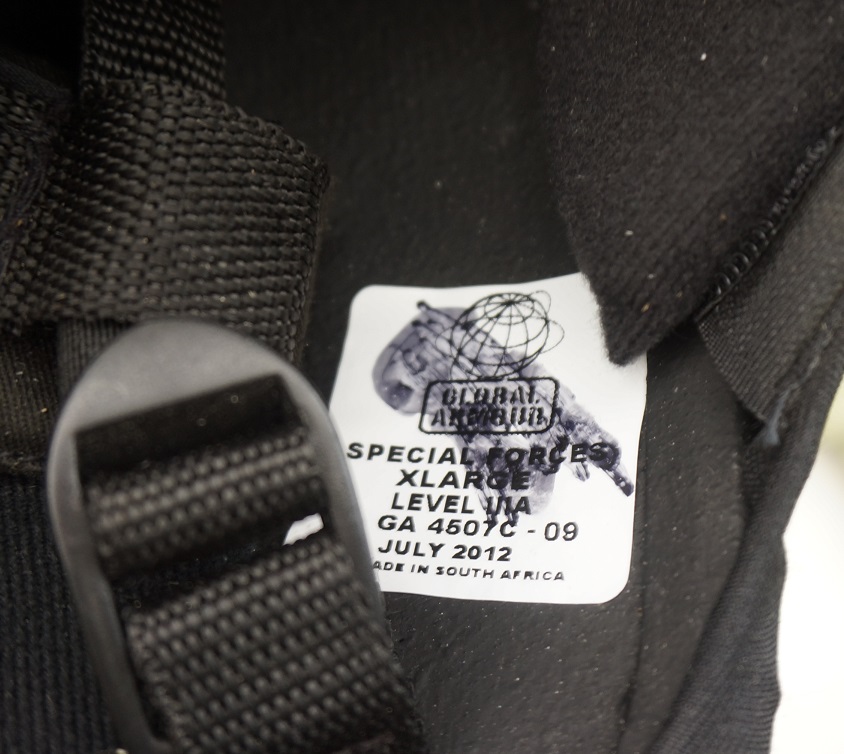 GLOBAL
ARMOUR
SPECIAL FORCES
XLARGE
LEVEL IIIA
GA 4507C - 09
JULY 2012
ADE IN SOUTH AFRICA